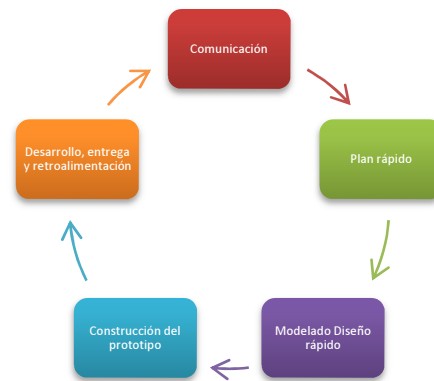 Comunicación
Plan rápido
Modelado Diseño
rápido
Construcción del
prototipo
Desarrollo, entrega
y retroalimentación